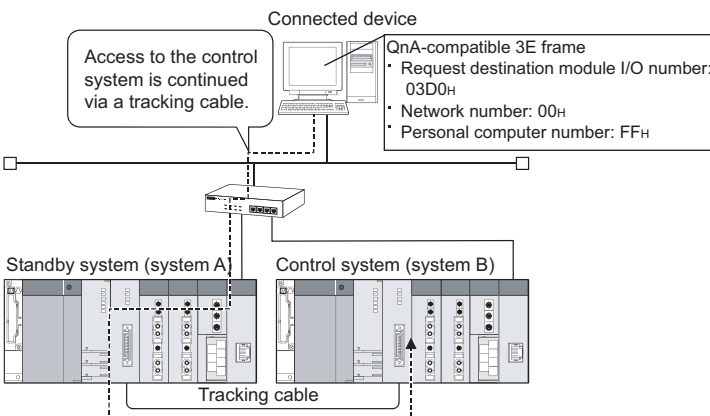 Connected device
Access to the control
system is continued
via a tracking cable.
QnA-compatible 3E frame
· Request destination module I/O number:
03D0H
· Network number: 00H
· Personal computer number: FFH
Standby system (system A)
Control system (system B)
Tracking cable